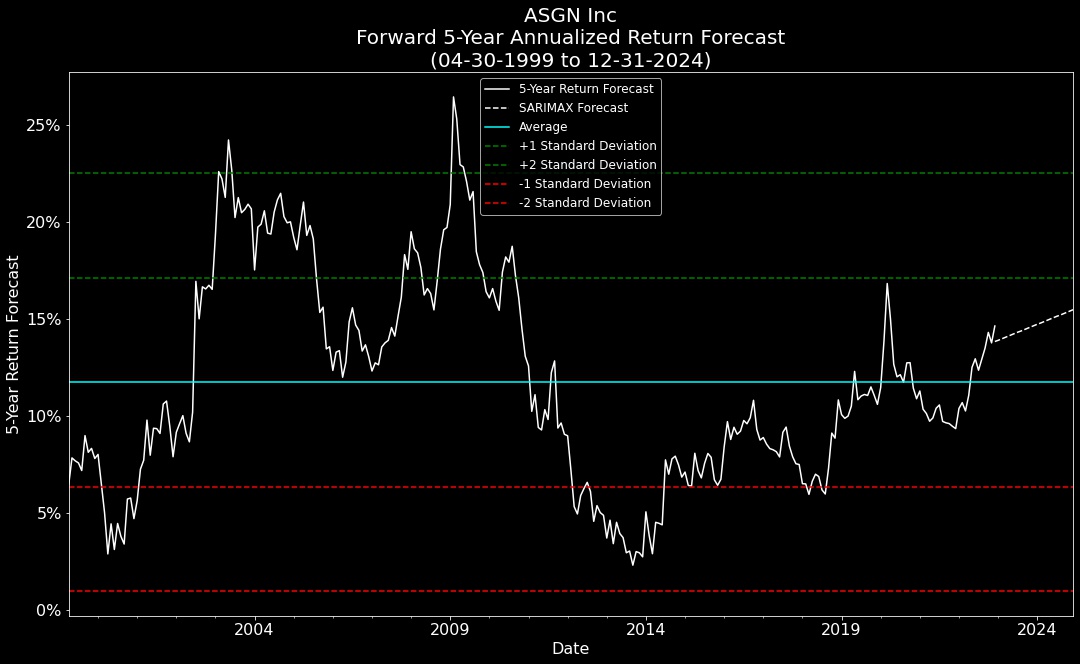 ASGN Inc
Forward 5-Year Annualized Return Forecast
(04-30-1999 to 12-31-2024)
5-Year Return Forecast
SARIMAX Forecast
Average
+1 Standard Deviation
+2 Standard Deviation
-1 Standard Deviation
-2 Standard Deviation
5-Year Return Forecast
25%
20%
15%
10%
5%
0%
2004
2009
2014
2019
2024
Date